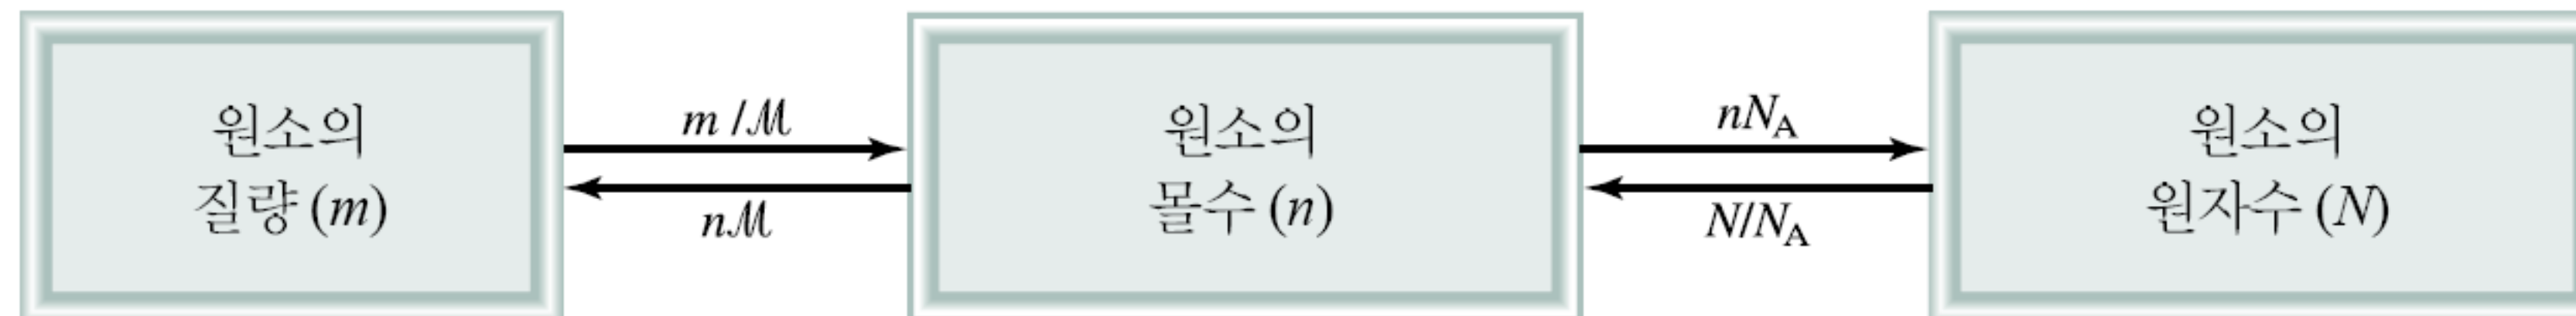 원소의
질량 (m)
m /ℳ
nℳ
원소의
몰수 (n)
nN_A
N/N_A
원소의
원자수 (N)